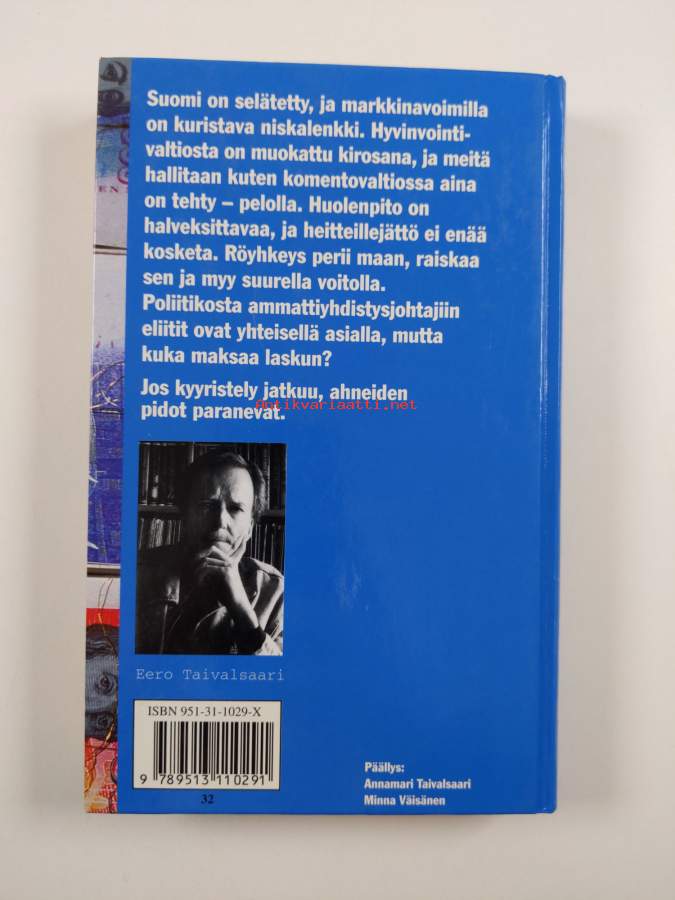 Suomi on selätetty, ja markkinavoimilla
on kuristava niskalenkki. Hyvinvointi-
valtiosta on muokattu kirosana, ja meitä
hallitaan kuten komentovaltiossa aina
on tehty – pelolla. Huolenpito on
halveksittavaa, ja heitteillejättö ei enää
kosketa. Röyhkeys perii maan, raiskaa
sen ja myy suurella voitolla.
Poliitikosta ammattiyhdistysjohtajiin
eliitit ovat yhteisellä asialla, mutta
kuka maksaa laskun?
Jos kyyristely jatkuu, ahneiden
pidot paranevat.
Antikvariaatti.net
Eero Taivalsaari
ISBN 951-31-1029-X
9 789513 110291
32
Päällys:
Annamari Taivalsaari
Minna Väisänen